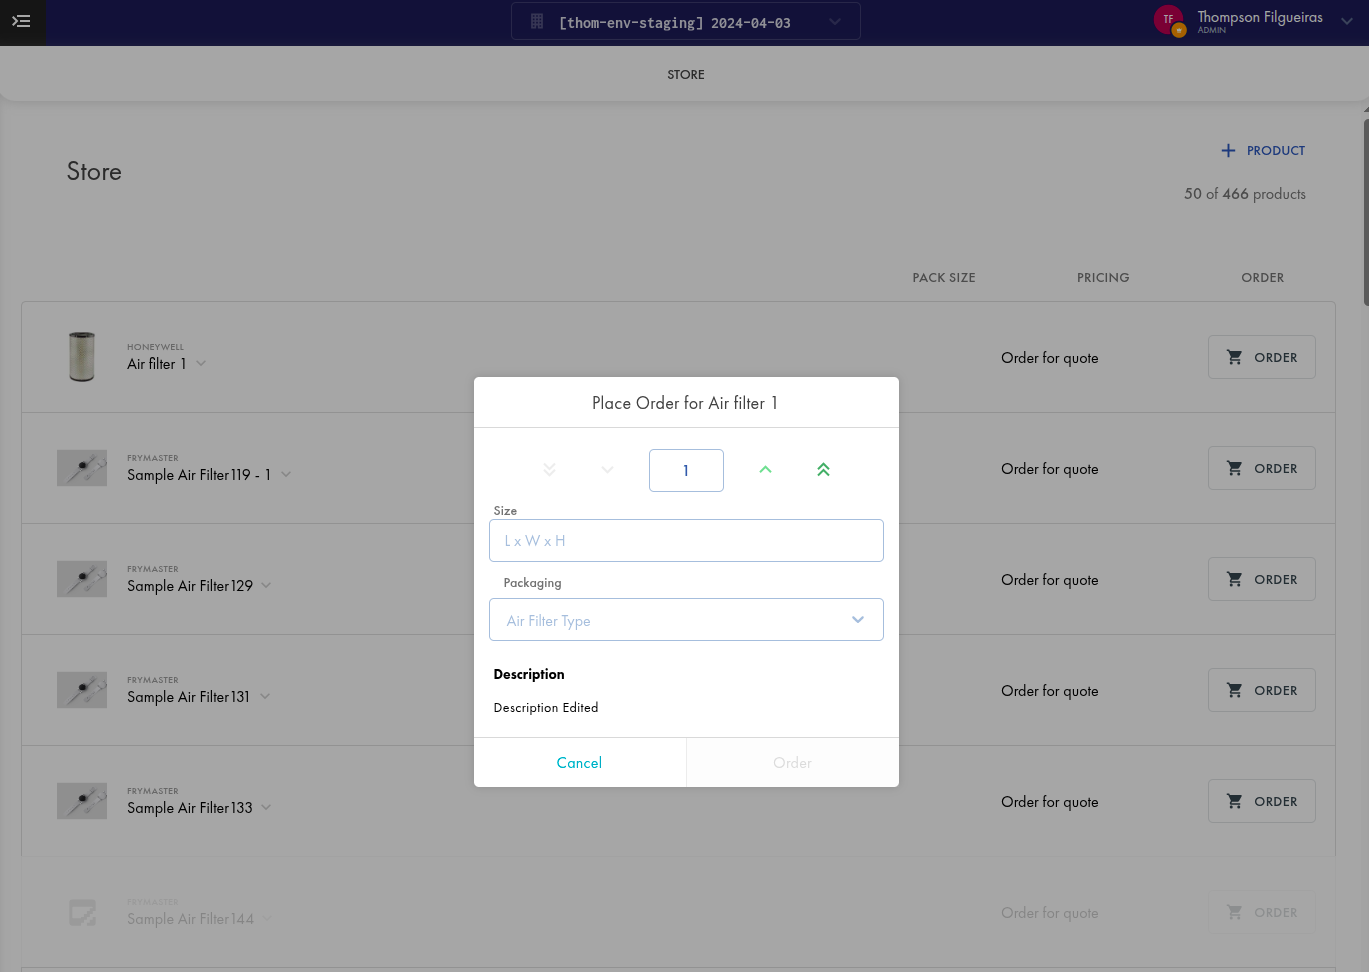 [thom-env-staging] 2024-04-03
TF
Thompson Filgueiras
ADMIN
STORE
Store
PRODUCT
50 of 466 products
PACK SIZE PRICING ORDER
HONEYWELL
Air filter 1
Order for quote
ORDER
FRYMASTER
Sample Air Filter119 - 1
Order for quote
ORDER
FRYMASTER
Sample Air Filter129
Order for quote
ORDER
FRYMASTER
Sample Air Filter131
Order for quote
ORDER
FRYMASTER
Sample Air Filter133
Order for quote
ORDER
FRYMASTER
Sample Air Filter144
Order for quote
ORDER
Place Order for Air filter 1
1
Size
L x W x H
Packaging
Air Filter Type
Description
Description Edited
Cancel
Order